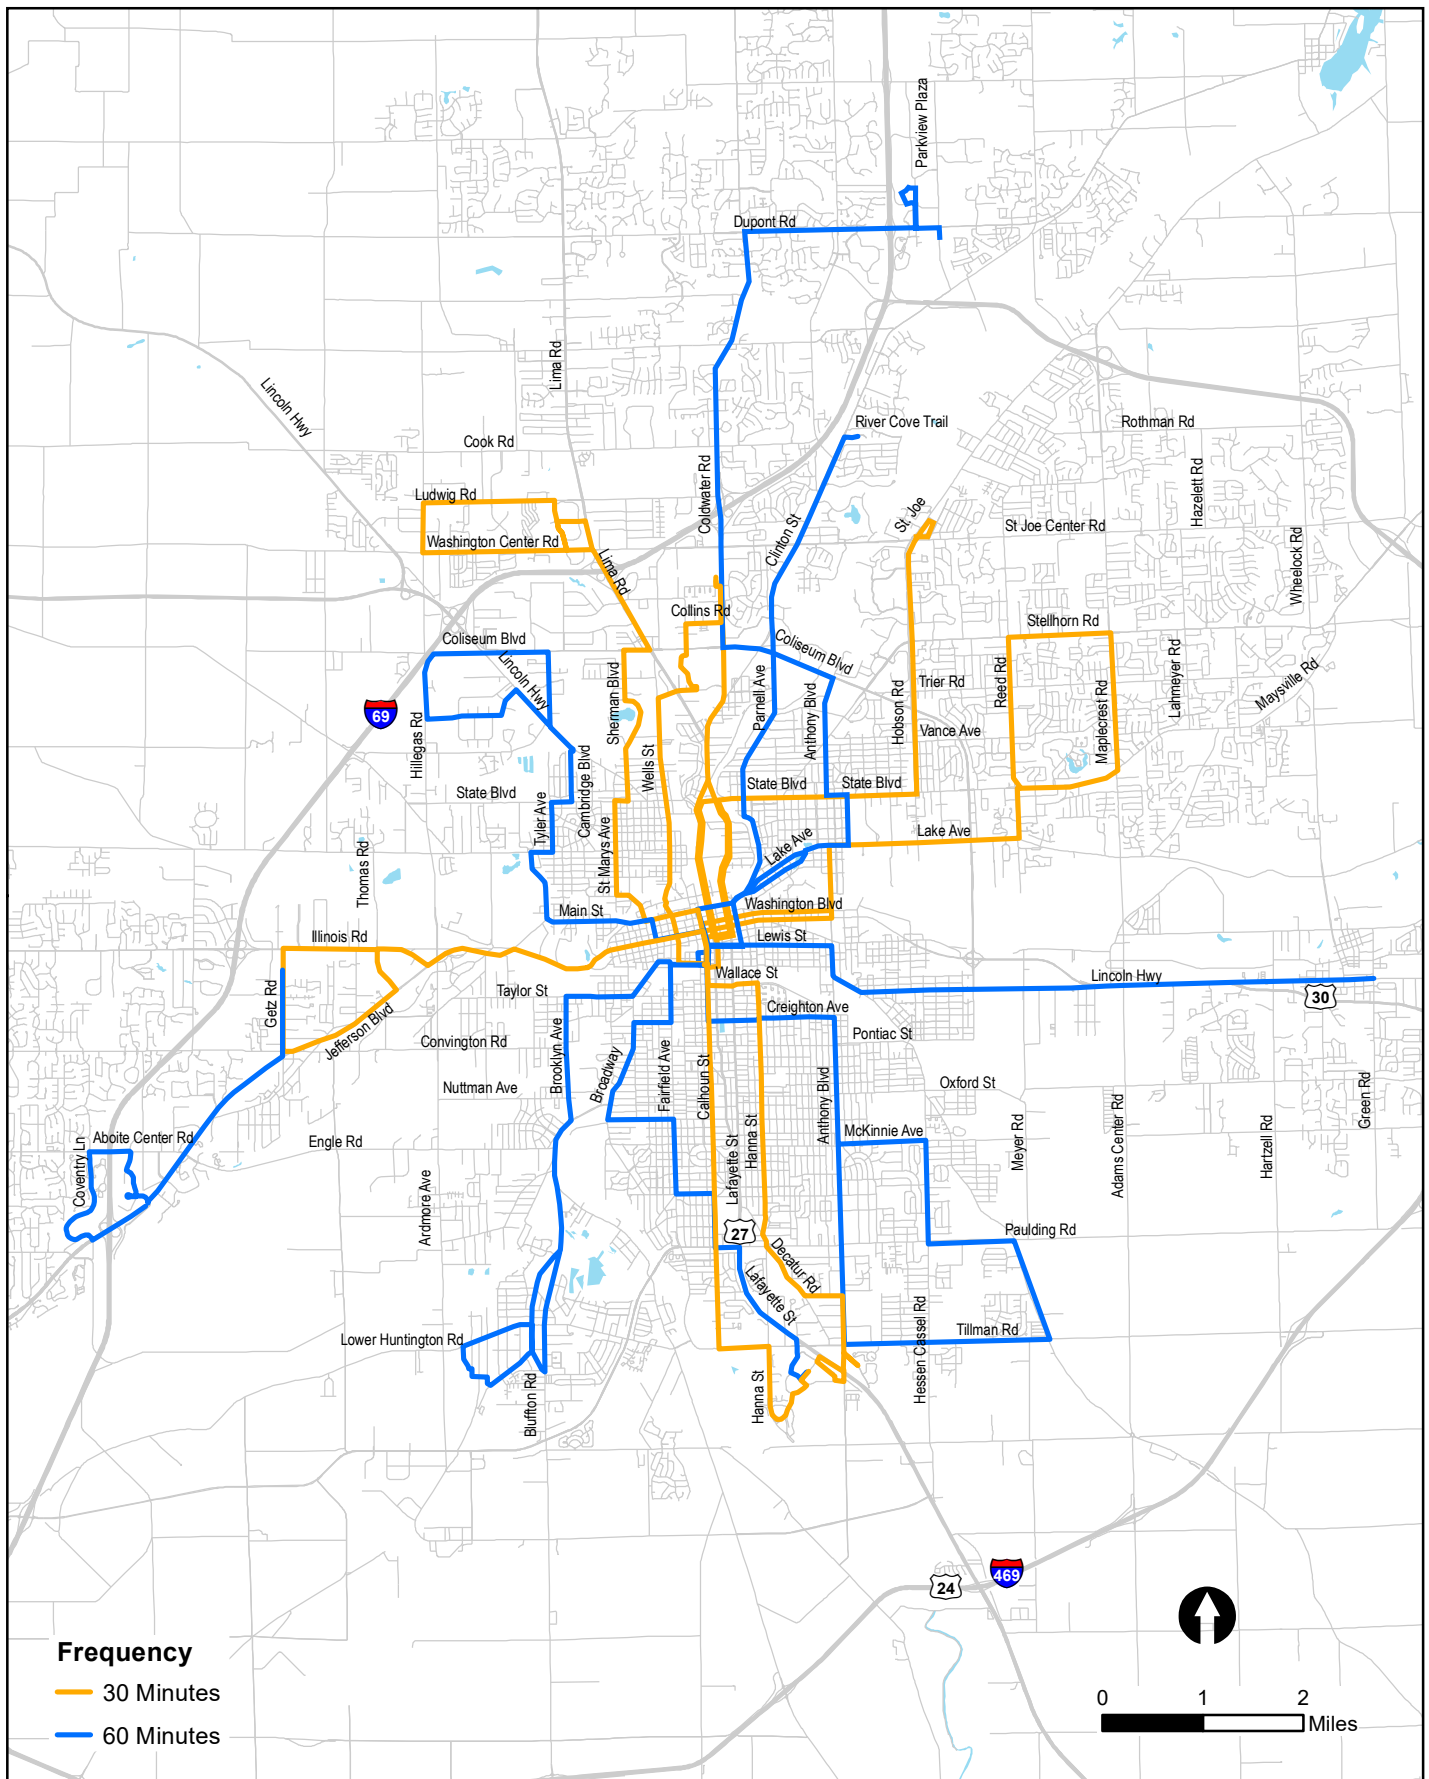 Parkview Plaza
Dupont Rd
Lima Rd
Lincoln Hwy
River Cove Trail
Rothman Rd
Cook Rd
Coldwater Rd
Hazelett Rd
Ludwig Rd
Clinton St
St. Joe
St Joe Center Rd
Washington Center Rd
Wheelock Rd
Lima Rd
Collins Rd
Stellhorn Rd
Coliseum Blvd
Coliseum Blvd
Lincoln Hwy
Sherman Blvd
Parnell Ave
Anthony Blvd
Trier Rd
Reed Rd
Lahmeyer Rd
Maysville Rd
69
Hillegas Rd
Hobson Rd
Vance Ave
Maplecrest Rd
Wells St
Cambridge Blvd
State Blvd
State Blvd
State Blvd
Tyler Ave
Lake Ave
Lake Ave
Thomas Rd
St Marys Ave
Main St
Washington Blvd
Illinois Rd
Lewis St
Wallace St
Lincoln Hwy
30
Getz Rd
Taylor St
Creighton Ave
Jefferson Blvd
Convington Rd
Pontiac St
Brooklyn Ave
Broadway
Fairfield Ave
Calhoun St
Nuttman Ave
Oxford St
Anthony Blvd
Green Rd
Aboite Center Rd
Engle Rd
Hanna St
McKinnie Ave
Meyer Rd
Adams Center Rd
Hartzell Rd
Coventry Ln
Lafayette St
Ardmore Ave
27
Paulding Rd
Decatur Rd
Lafayette St
Lower Huntington Rd
Tillman Rd
Hessen Cassel Rd
Bluffton Rd
Hanna St
469
24
Frequency
30 Minutes
60 Minutes
0 1 2
Miles